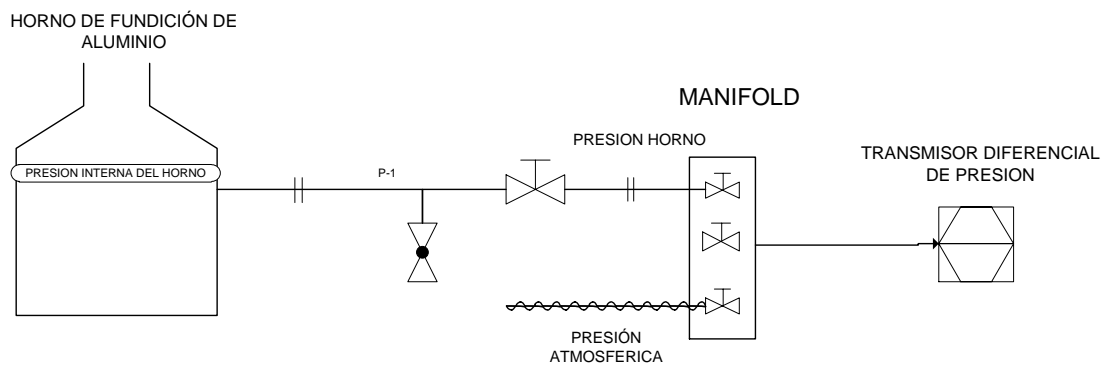 HORNO DE FUNDICIÓN DE
ALUMINIO
MANIFOLD
PRESION HORNO
TRANSMISOR DIFERENCIAL
DE PRESION
PRESION INTERNA DEL HORNO
P-1
PRESIÓN
ATMOSFERICA